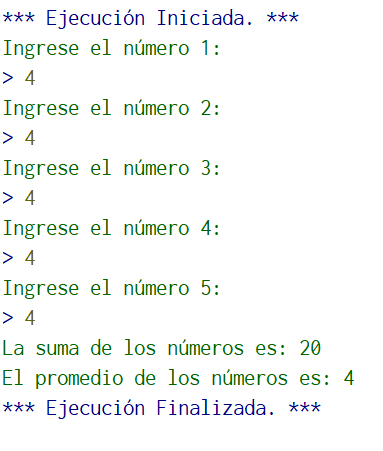 *** Ejecución Iniciada. ***
Ingrese el número 1:
> 4
Ingrese el número 2:
> 4
Ingrese el número 3:
> 4
Ingrese el número 4:
> 4
Ingrese el número 5:
> 4
La suma de los números es: 20
El promedio de los números es: 4
*** Ejecución Finalizada. ***